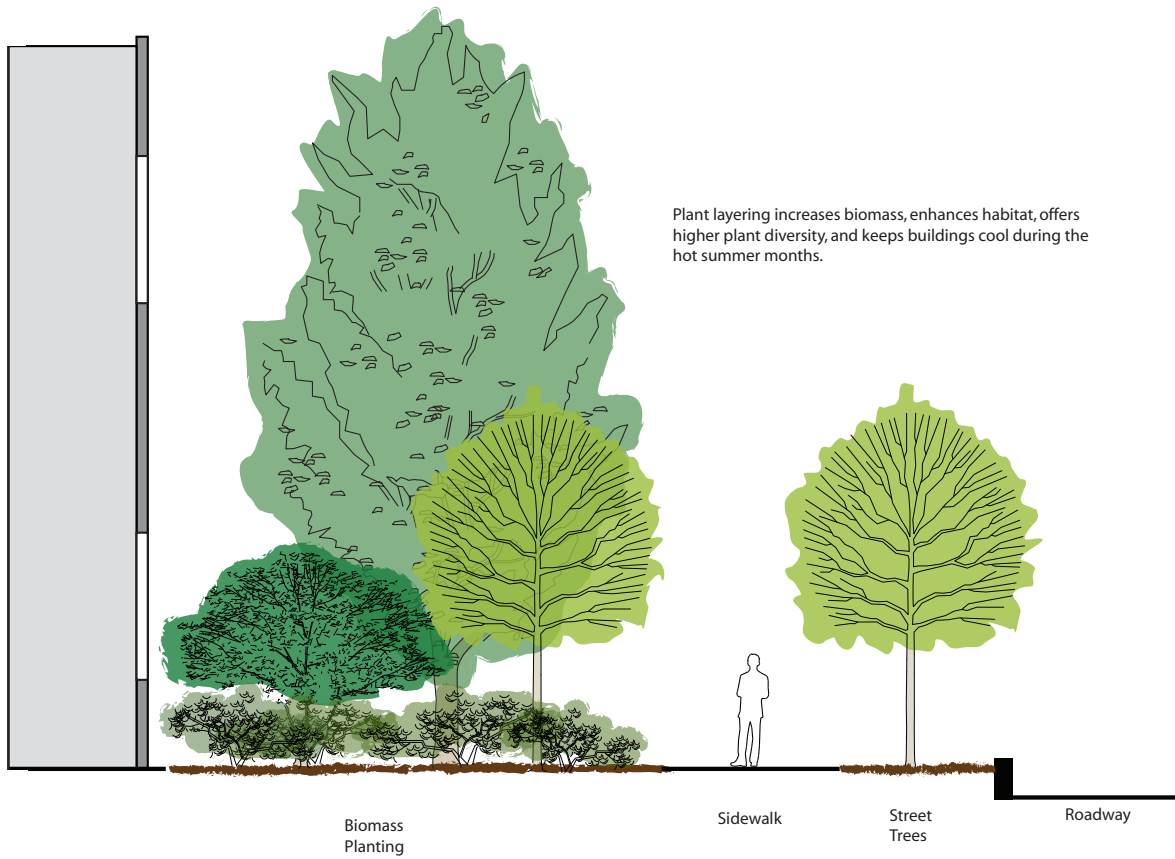 Plant layering increases biomass, enhances habitat, offers
higher plant diversity, and keeps buildings cool during the
hot summer months.
Biomass
Planting
Sidewalk
Street
Trees
Roadway